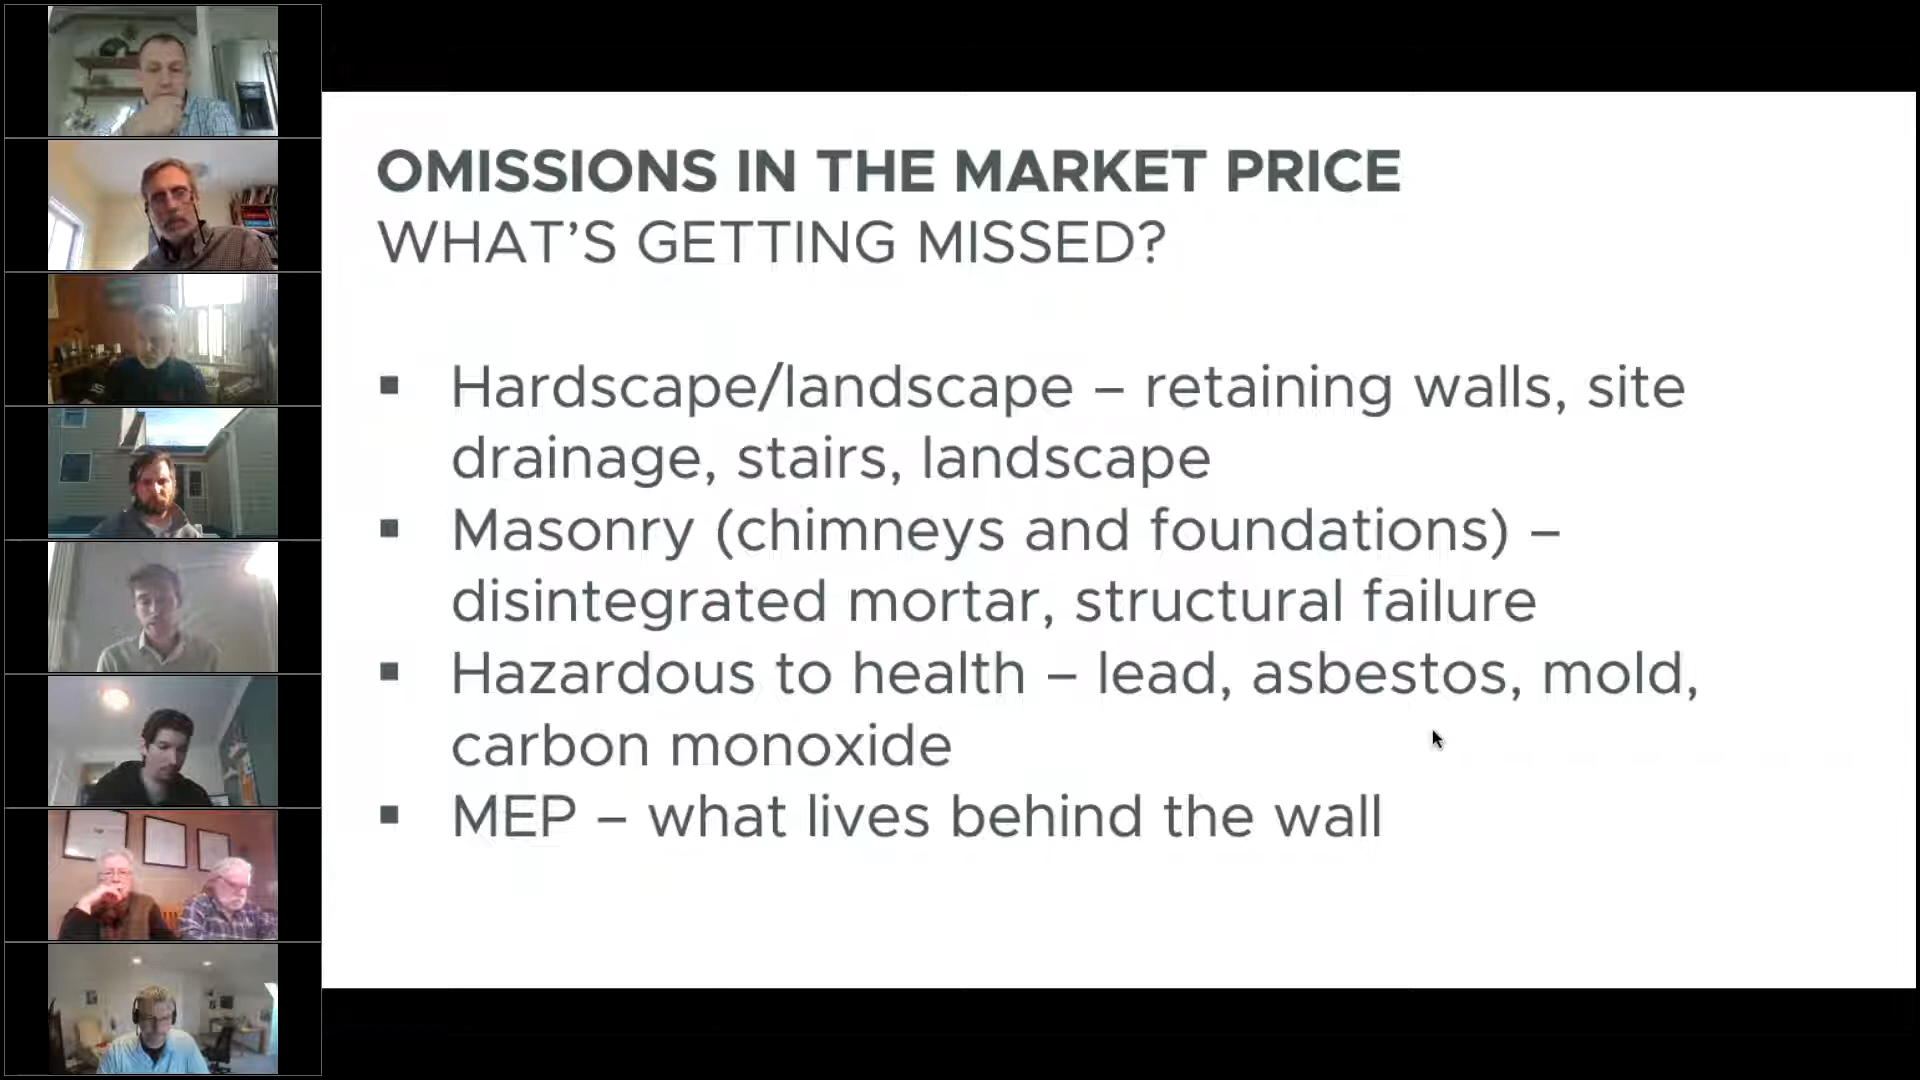 OMISSIONS IN THE MARKET PRICE
WHAT’S GETTING MISSED?
▪ Hardscape/landscape – retaining walls, site
drainage, stairs, landscape
▪ Masonry (chimneys and foundations) –
disintegrated mortar, structural failure
▪ Hazardous to health – lead, asbestos, mold,
carbon monoxide
▪ MEP – what lives behind the wall